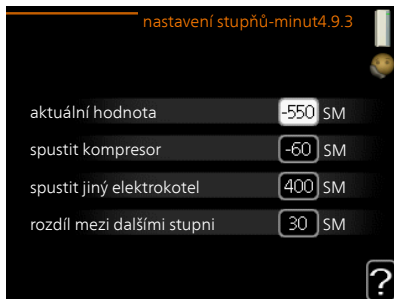 nastavení stupňů-minut4.9.3
aktuální hodnota -550 SM
spustit kompresor -60 SM
spustit jiný elektrokotel 400 SM
rozdíl mezi dalšími stupni 30 SM
?